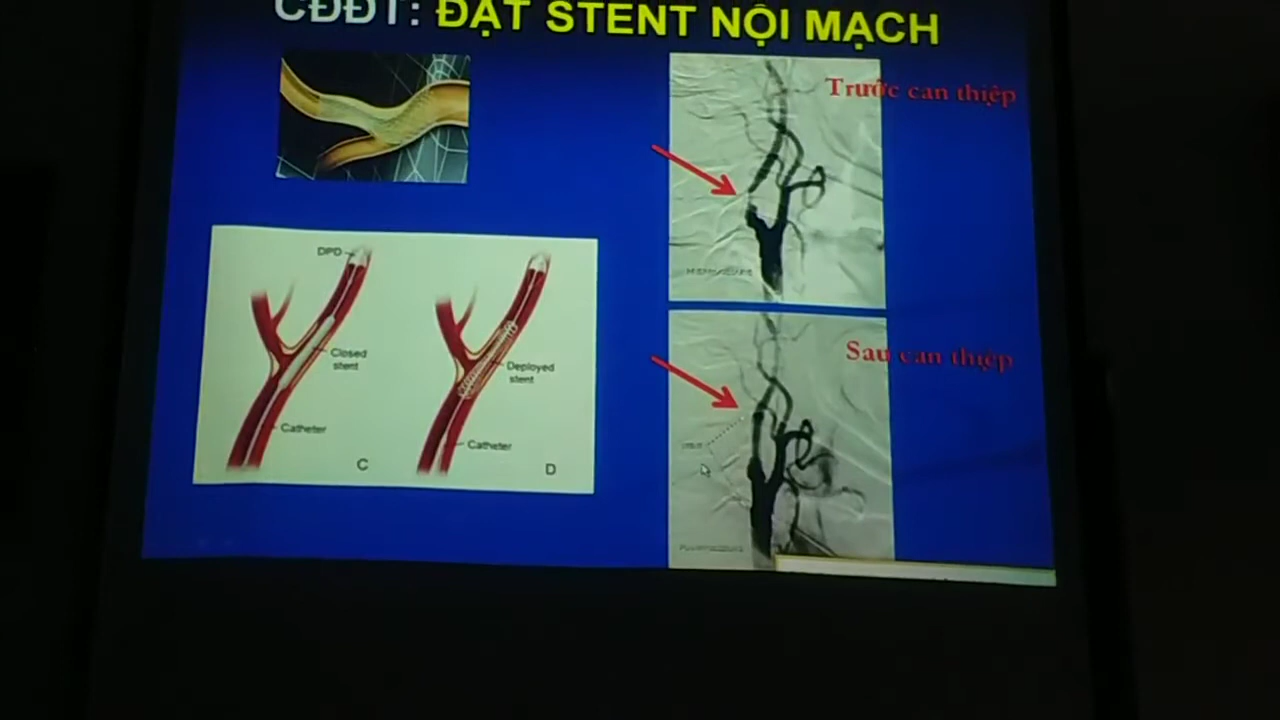 CĐĐT: ĐẶT STENT NỘI MẠCH
Trước can thiệp
DPD
Closed
stent
Catheter
C
Deployed
stent
Catheter
D
Sau can thiệp